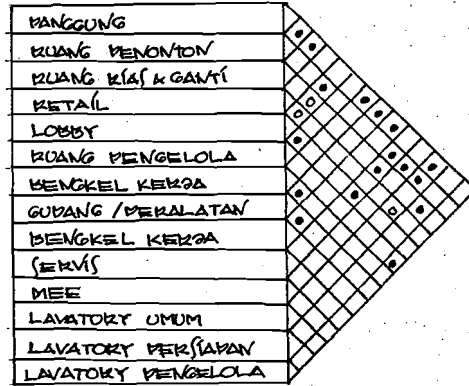 PANGGUNG
RUANG PENONTON
RUANG RIAS & GANTI
RETAIL
LOBBY
RUANG PENGELOLA
BENGKEL KERJA
GUDANG / PERALATAN
BENGKEL KERJA
SERVIS
MEE
LAVATORY UMUM
LAVATORY PERSIAPAN
LAVATORY PENGELOLA